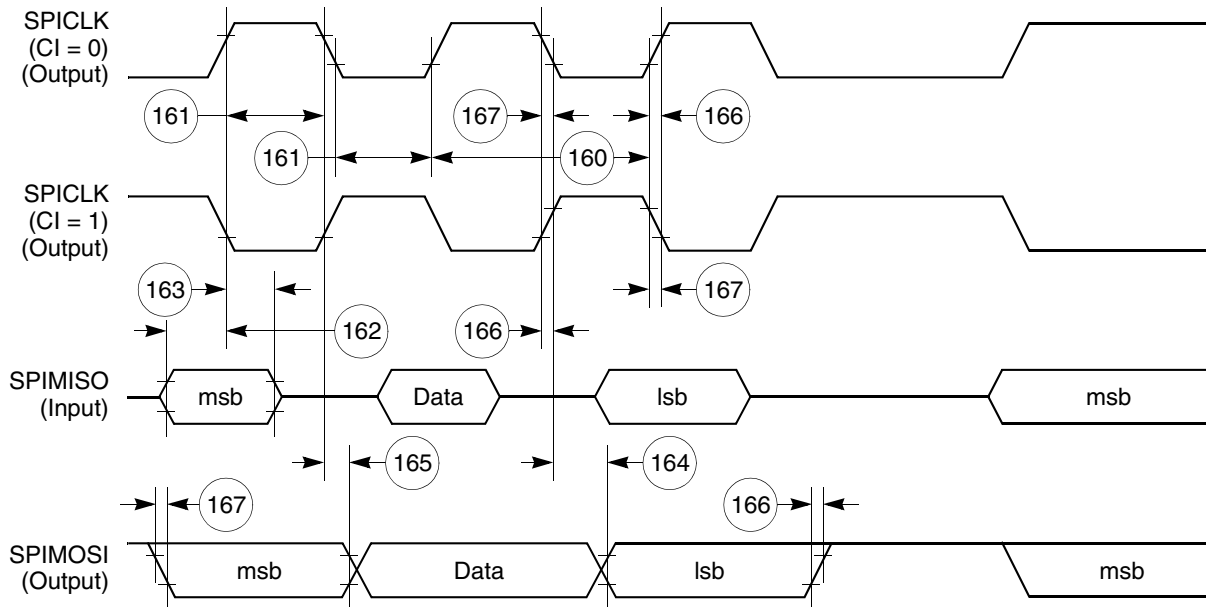 SPICLK
(CI = 0)
(Output)
161
167
166
161
160
SPICLK
(CI = 1)
(Output)
163
167
162
166
SPIMISO
(Input)
msb
Data
lsb
msb
165
164
167
166
SPIMOSI
(Output)
msb
Data
lsb
msb